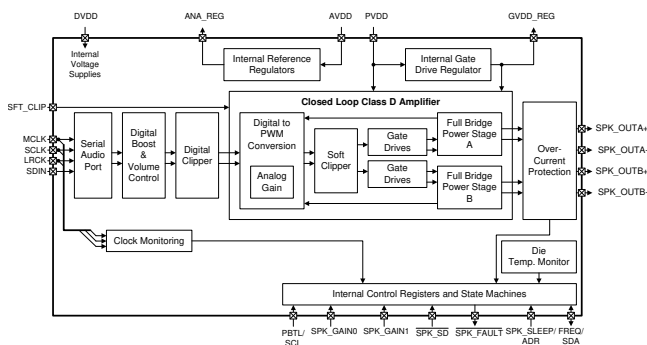 DVDD
ANA_REG
AVDD
PVDD
GVDD_REG
Internal
Voltage
Supplies
Internal Reference
Regulators
Internal Gate
Drive Regulator
SFT_CLIP
Closed Loop Class D Amplifier
MCLK
SCLK
LRCK
SDIN
Serial
Audio
Port
Digital
Boost
&
Volume
Control
Digital
Clipper
Digital to
PWM
Conversion
Analog
Gain
Soft
Clipper
Gate
Drives
Gate
Drives
Full Bridge
Power Stage
A
Full Bridge
Power Stage
B
Over-
Current
Protection
SPK_OUTA+
SPK_OUTA-
SPK_OUTB+
SPK_OUTB-
Clock Monitoring
Die
Temp. Monitor
Internal Control Registers and State Machines
PBTL/
SCL
SPK_GAIN0
SPK_GAIN1
SPK_SD
SPK_FAULT
SPK_SLEEP/
ADR
FREQ/
SDA